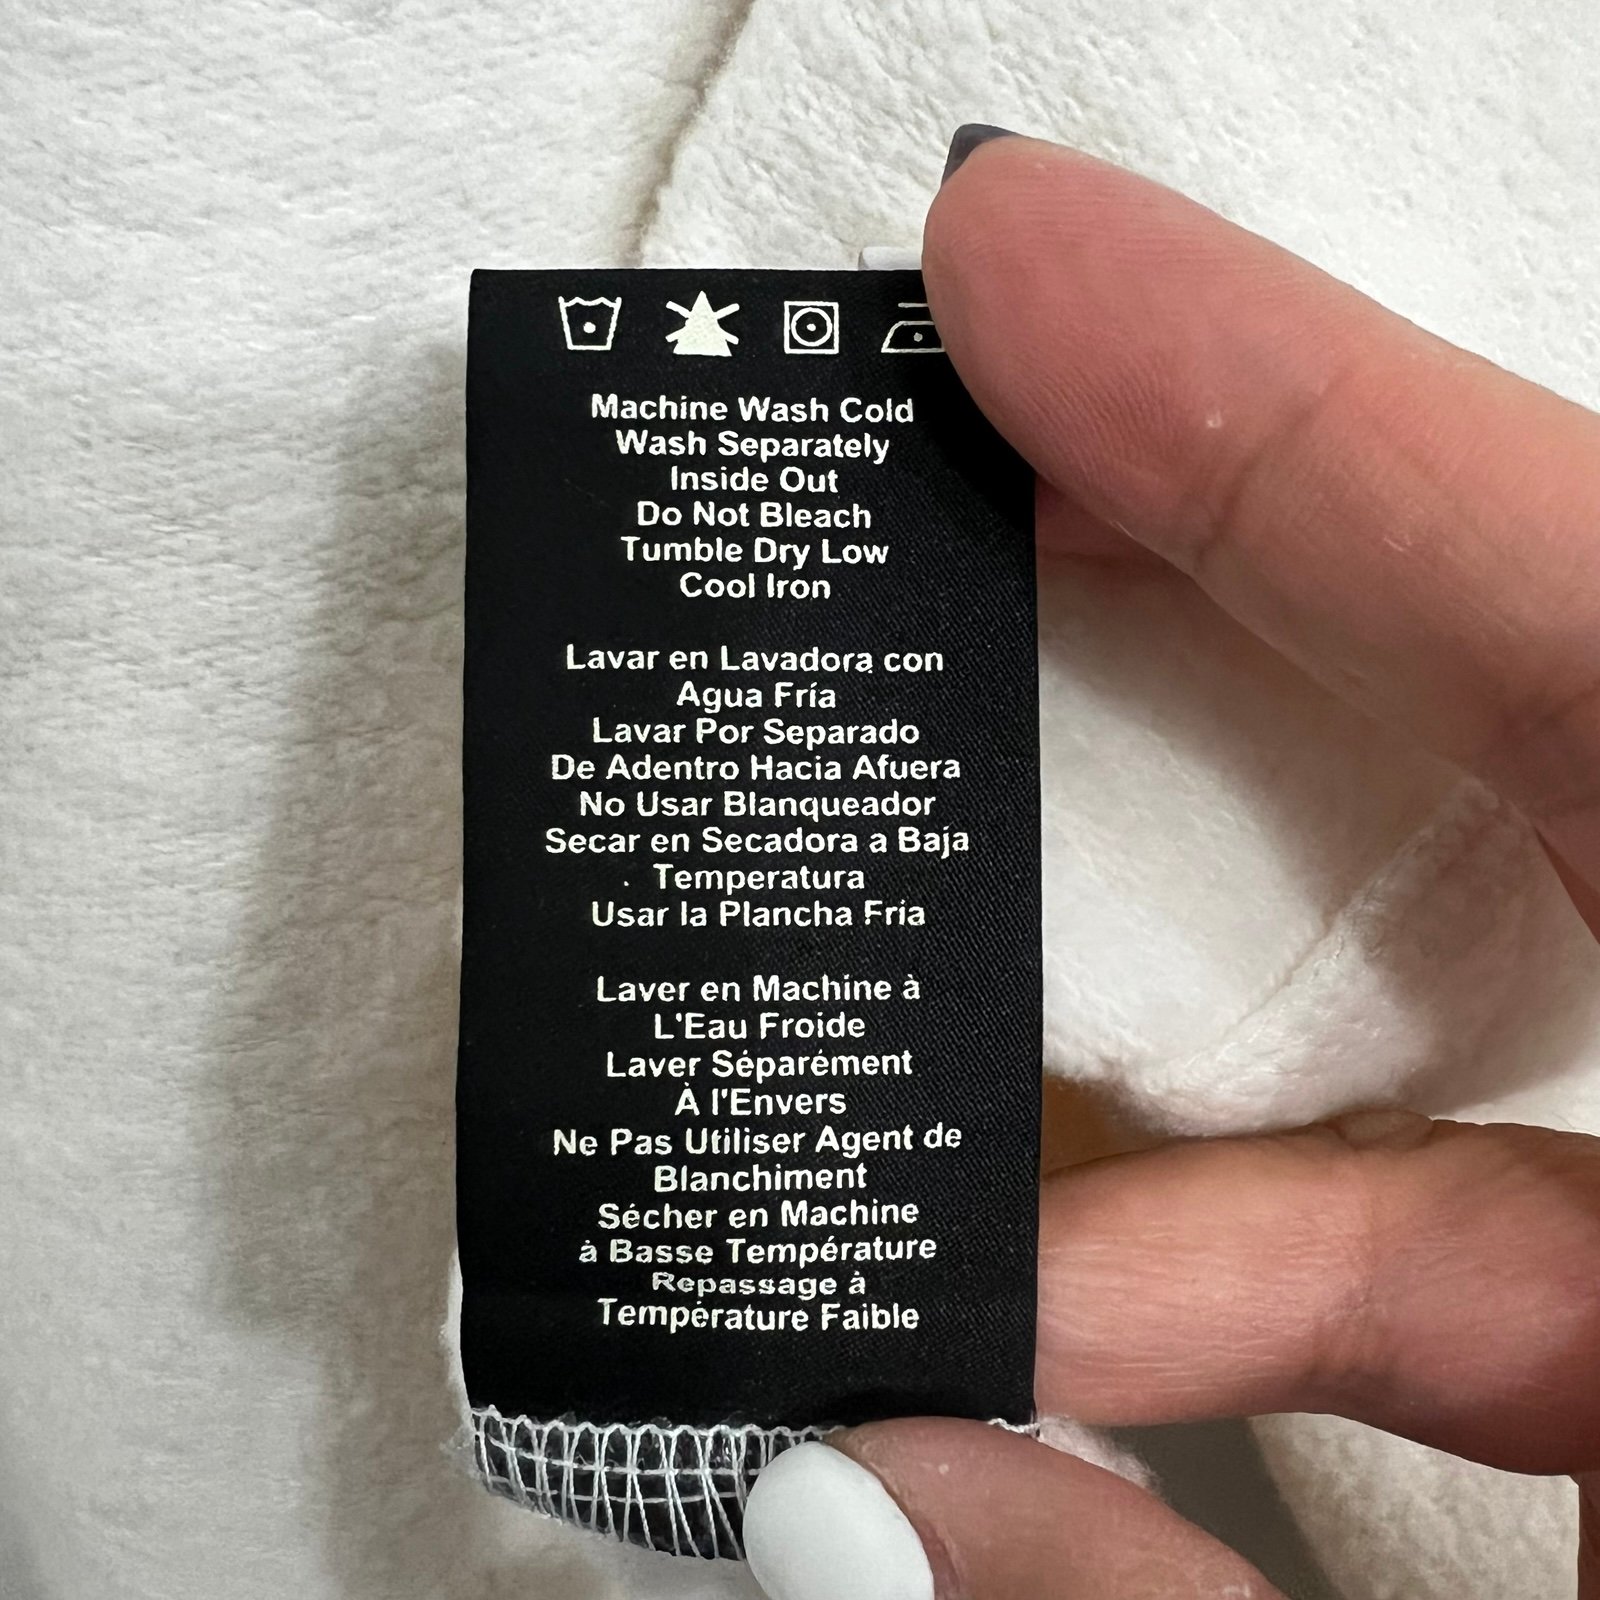 Machine Wash Cold
Wash Separately
Inside Out
Do Not Bleach
Tumble Dry Low
Cool Iron
Lavar en Lavadora con
Agua Fría
Lavar Por Separado
De Adentro Hacia Afuera
No Usar Blanqueador
Secar en Secadora a Baja
Temperatura
Usar la Plancha Fria
Laver en Machine à
L'Eau Froide
Laver Séparément
À l'Envers
Ne Pas Utiliser Agent de
Blanchiment
Sécher en Machine
à Basse Température
Repassage à
Température Faible